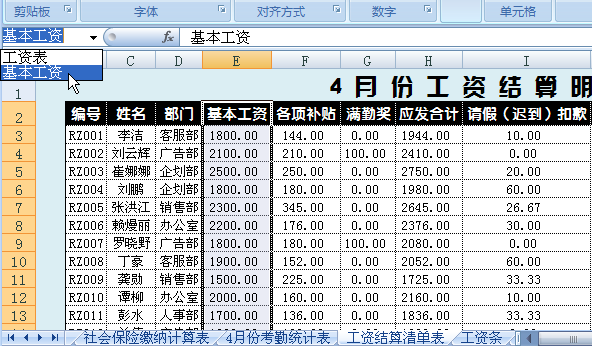 剪贴板 字体 对齐方式 数字 单元格
基本工资 fx 基本工资
工资表
基本工资
C D E F G H I
1 4月份工资结算明
2 编号 姓名 部门 基本工资 各项补贴 满勤奖 应发合计 请假（迟到）扣款
3 RZ001 李洁 客服部 1800.00 144.00 0.00 1944.00 10.00
4 RZ002 刘云辉 广告部 2100.00 210.00 100.00 2410.00 0.00
5 RZ003 崔娜娜 企划部 2500.00 250.00 0.00 2750.00 20.00
6 RZ004 刘鹏 企划部 1800.00 180.00 0.00 1980.00 60.00
7 RZ005 张洪江 销售部 2300.00 345.00 0.00 2645.00 26.67
8 RZ006 赖熳丽 办公室 2200.00 176.00 0.00 2376.00 30.00
9 RZ007 罗晓野 广告部 1800.00 180.00 100.00 2080.00 0.00
10 RZ008 丁豪 客服部 1900.00 152.00 0.00 2052.00 60.00
11 RZ009 龚勋 销售部 1500.00 225.00 0.00 1725.00 33.33
12 RZ010 谭柳 办公室 2000.00 160.00 0.00 2160.00 10.00
13 RZ011 彭水 人事部 1700.00 136.00 0.00 1836.00 33.33
社会保险缴纳计算表 4月份考勤统计表 工资结算清单表 工资条